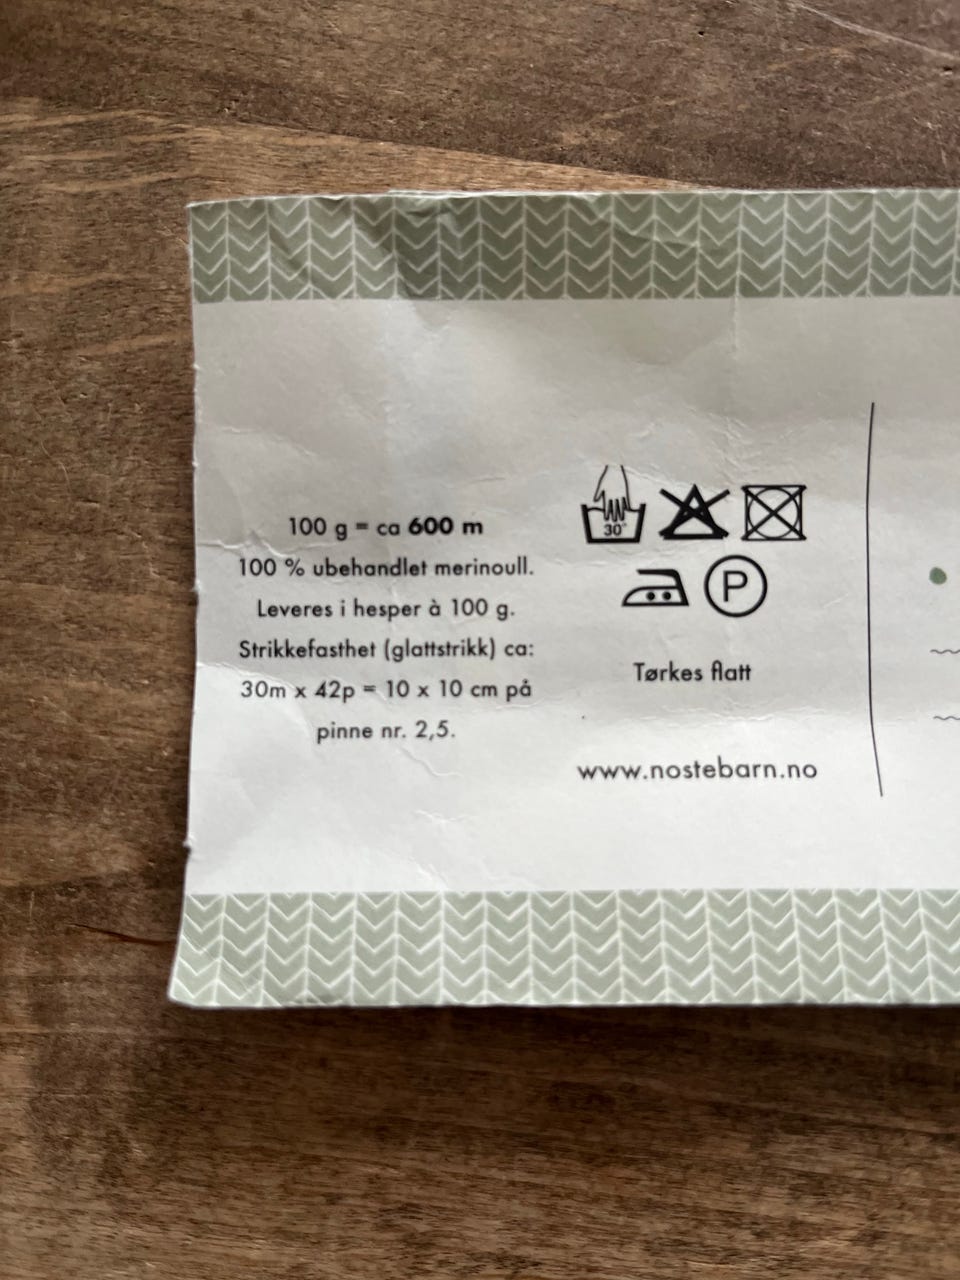 100 g = ca 600 m
100 % ubehandlet merinoull.
Leveres i hesper à 100 g.
Strikkefasthet (glattstrikk) ca:
30m x 42p = 10 x 10 cm på
pinne nr. 2,5.
30°
P
Tørkes flatt
www.nostebarn.no